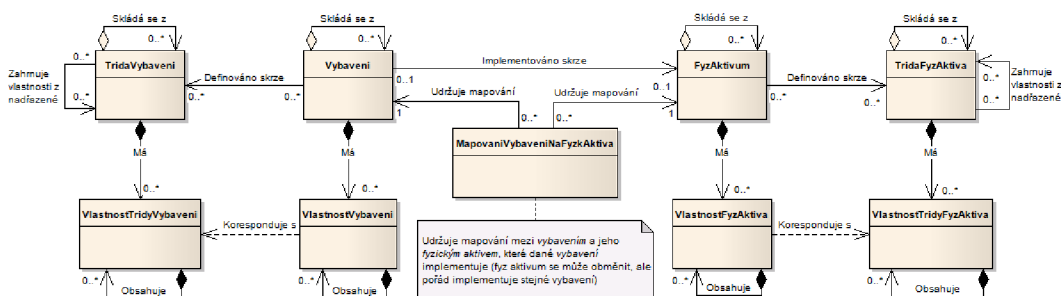 Skládá se z
Skládá se z
Skládá se z
Skládá se z
0..*
0..*
0..*
0..*
0..*
TridaVybaveni
Vybaveni
FyzAktivum
TridaFyzAktiva
0..*
Zahrnuje
vlastnosti z
nadřazené
0..*
Definováno skrze
0..*
0..*
Implementováno skrze
0..1
0..1
Definováno skrze
0..*
0..*
Zahrnuje
vlastnosti z
nadřazené
0..*
Udržuje mapování
Udržuje mapování
1
1
0..*
0..*
MapovaniVybaveniNaFyzkAktiva
Má
Má
Má
Má
0..*
0..*
0..*
0..*
VlastnostTridyVybaveni
VlastnostVybaveni
VlastnostFyzAktiva
VlastnostTridyFyzAktiva
Koresponduje s
Koresponduje s
Udržuje mapování mezi vybavením a jeho
fyzickým aktivem, které dané vybavení
implementuje (fyz aktivum se může obměnit, ale
pořád implementuje stejné vybavení)
0..*
0..*
0..*
0..*
Obsahuje
Obsahuje
Obsahuje
Obsahuje